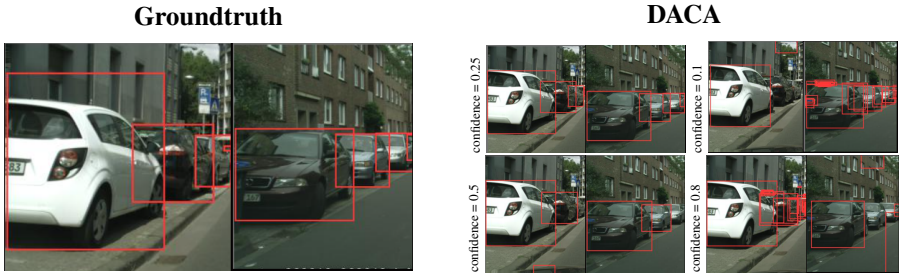 Groundtruth
DACA
confidence = 0.25
confidence = 0.1
confidence = 0.5
confidence = 0.8